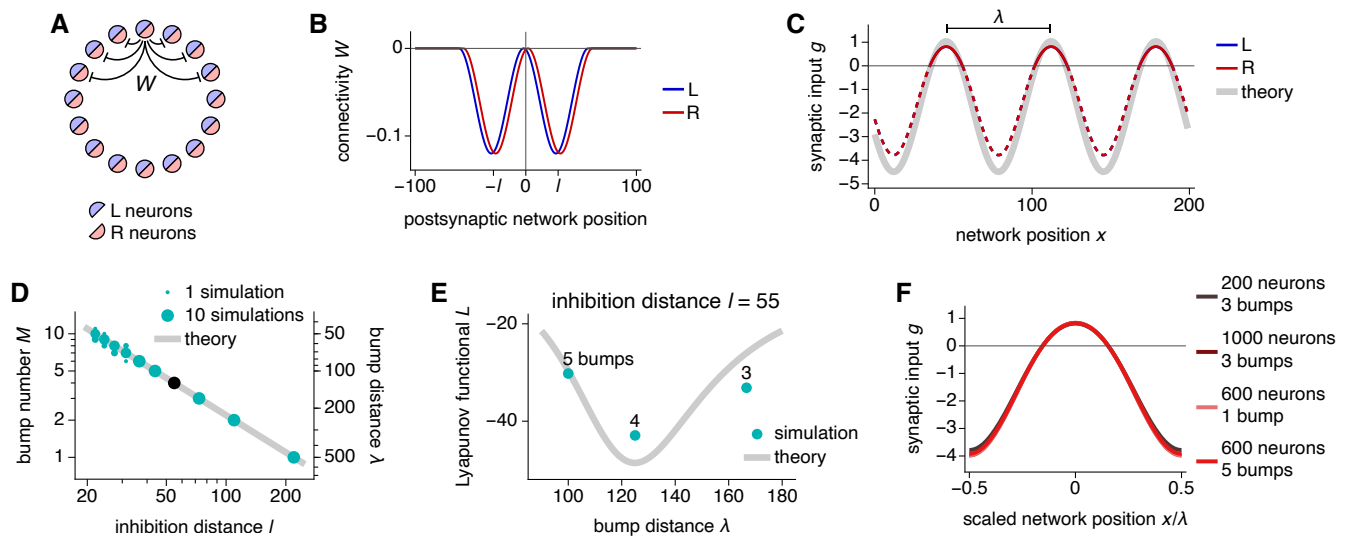 A
W
L neurons
R neurons
B
connectivity W
0
−0.1
−100
−l
0
l
100
postsynaptic network position
L
R
C
λ
synaptic input g
1
0
−1
−2
−3
−4
−5
0
100
200
network position x
L
R
theory
D
1 simulation
10 simulations
theory
bump number M
10
5
2
1
50
100
200
500
bump distance λ
20
50
100
200
inhibition distance l
E
inhibition distance l = 55
Lyapunov functional L
−20
−40
5 bumps
4
3
simulation
theory
100
120
140
160
180
bump distance λ
F
synaptic input g
1
0
−1
−2
−3
−4
−0.5
0
0.5
scaled network position x/λ
200 neurons
3 bumps
1000 neurons
3 bumps
600 neurons
1 bump
600 neurons
5 bumps